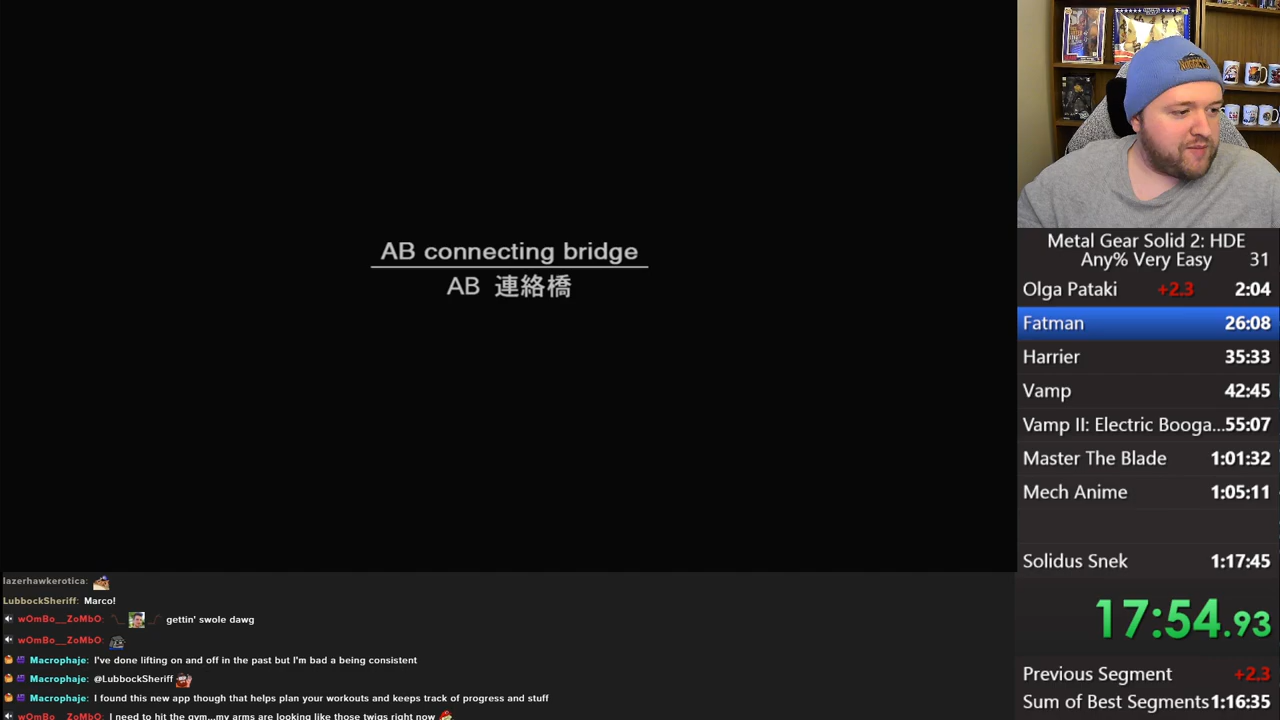 AB connecting bridge
AB 連絡橋
NUGGETS
Metal Gear Solid 2: HDE
Any% Very Easy 31
Olga Pataki +2.3 2:04
Fatman 26:08
Harrier 35:33
Vamp 42:45
Vamp II: Electric Booga...55:07
Master The Blade 1:01:32
Mech Anime 1:05:11
Solidus Snek 1:17:45
17:54.93
Previous Segment +2.3
Sum of Best Segments 1:16:35
lazerhawkerotica:
LubbockSheriff: Marco!
wOmBo__ZoMbO: gettin' swole dawg
wOmBo__ZoMbO:
Macrophaje: I've done lifting on and off in the past but I'm bad a being consistent
Macrophaje: @LubbockSheriff
Macrophaje: I found this new app though that helps plan your workouts and keeps track of progress and stuff
wOmBo__ZoMbO: I need to hit the gym...my arms are looking like those twigs right now